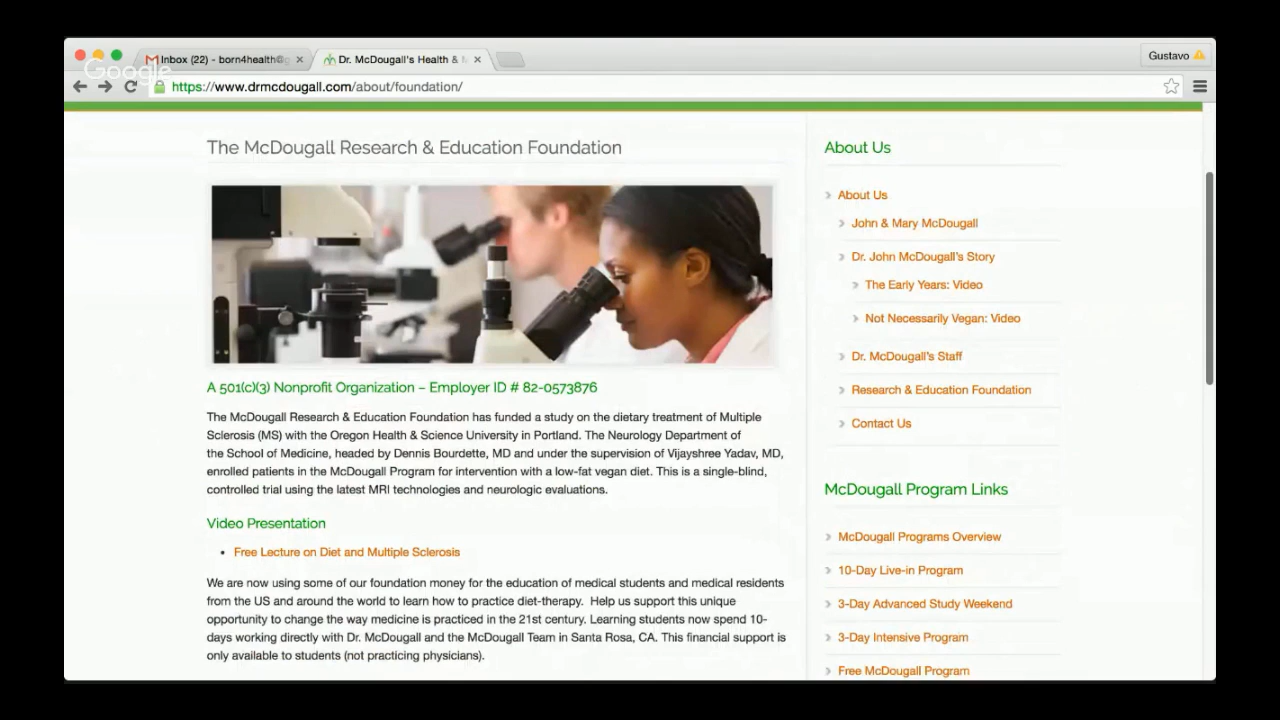 Inbox (22) - born4health@g
Dr. McDougall's Health & M
Gustavo
Google
https://www.drmcdougall.com/about/foundation/
The McDougall Research & Education Foundation
A 501(c)(3) Nonprofit Organization – Employer ID # 82-0573876
The McDougall Research & Education Foundation has funded a study on the dietary treatment of Multiple
Sclerosis (MS) with the Oregon Health & Science University in Portland. The Neurology Department of
the School of Medicine, headed by Dennis Bourdette, MD and under the supervision of Vijayshree Yadav, MD,
enrolled patients in the McDougall Program for intervention with a low-fat vegan diet. This is a single-blind,
controlled trial using the latest MRI technologies and neurologic evaluations.
Video Presentation
• Free Lecture on Diet and Multiple Sclerosis
We are now using some of our foundation money for the education of medical students and medical residents
from the US and around the world to learn how to practice diet-therapy. Help us support this unique
opportunity to change the way medicine is practiced in the 21st century. Learning students now spend 10-
days working directly with Dr. McDougall and the McDougall Team in Santa Rosa, CA. This financial support is
only available to students (not practicing physicians).
About Us
About Us
John & Mary McDougall
Dr. John McDougall's Story
The Early Years: Video
Not Necessarily Vegan: Video
Dr. McDougall's Staff
Research & Education Foundation
Contact Us
McDougall Program Links
McDougall Programs Overview
10-Day Live-in Program
3-Day Advanced Study Weekend
3-Day Intensive Program
Free McDougall Program